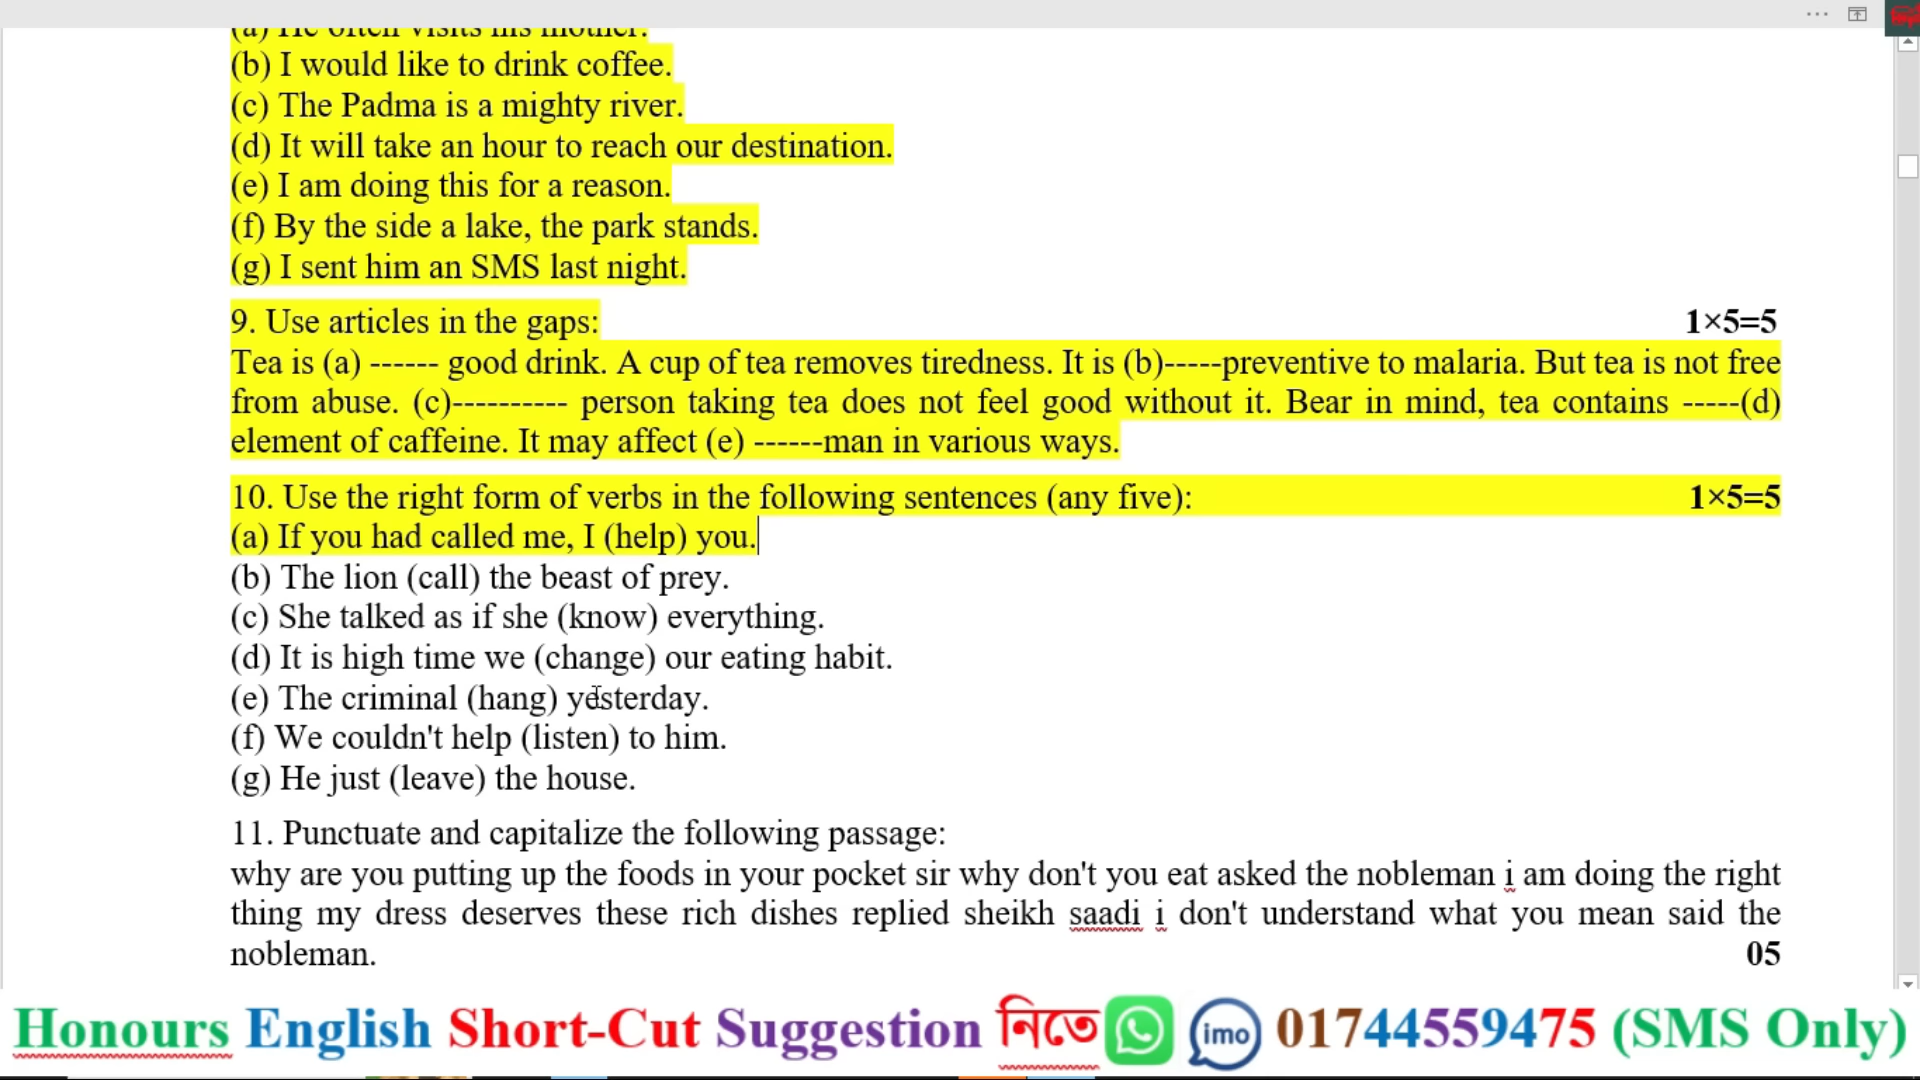 (a) He often visits his mother.
(b) I would like to drink coffee.
(c) The Padma is a mighty river.
(d) It will take an hour to reach our destination.
(e) I am doing this for a reason.
(f) By the side a lake, the park stands.
(g) I sent him an SMS last night.
9. Use articles in the gaps: 1×5=5
Tea is (a) ------ good drink. A cup of tea removes tiredness. It is (b)-----preventive to malaria. But tea is not free
from abuse. (c)---------- person taking tea does not feel good without it. Bear in mind, tea contains -----(d)
element of caffeine. It may affect (e) ------man in various ways.
10. Use the right form of verbs in the following sentences (any five): 1×5=5
(a) If you had called me, I (help) you.
(b) The lion (call) the beast of prey.
(c) She talked as if she (know) everything.
(d) It is high time we (change) our eating habit.
(e) The criminal (hang) yesterday.
(f) We couldn't help (listen) to him.
(g) He just (leave) the house.
11. Punctuate and capitalize the following passage:
why are you putting up the foods in your pocket sir why don't you eat asked the nobleman i am doing the right
thing my dress deserves these rich dishes replied sheikh saadi i don't understand what you mean said the
nobleman. 05
Honours English Short-Cut Suggestion নিতে imo 01744559475 (SMS Only)